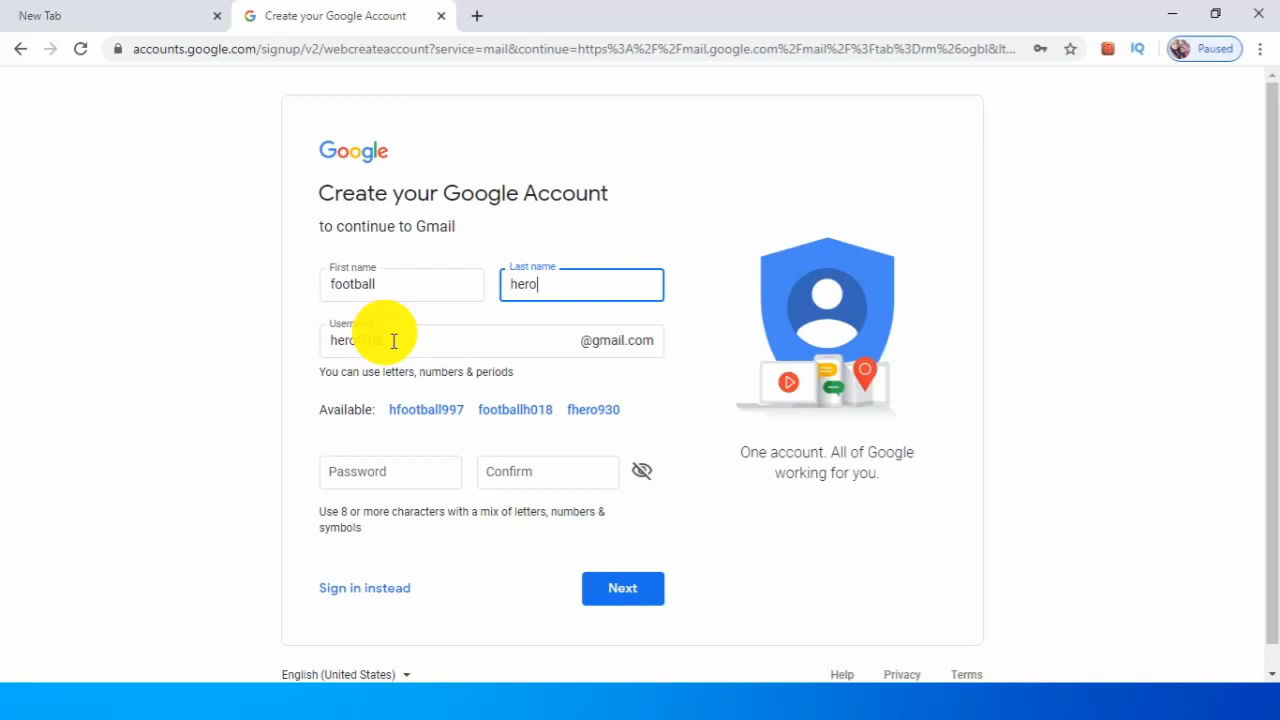 New Tab
Create your Google Account
accounts.google.com/signup/v2/webcreateaccount?service=mail&continue=https%3A%2F%2Fmail.google.com%2Fmail%2F%3Ftab%3Drm%26ogbl&lt...
IQ
Paused
Google
Create your Google Account
to continue to Gmail
First name
Last name
football
hero
Username
@gmail.com
You can use letters, numbers & periods
Available: hfootball997 footballh018 fhero930
Password
Confirm
Use 8 or more characters with a mix of letters, numbers &
symbols
Sign in instead
Next
One account. All of Google
working for you.
English (United States)
Help
Privacy
Terms